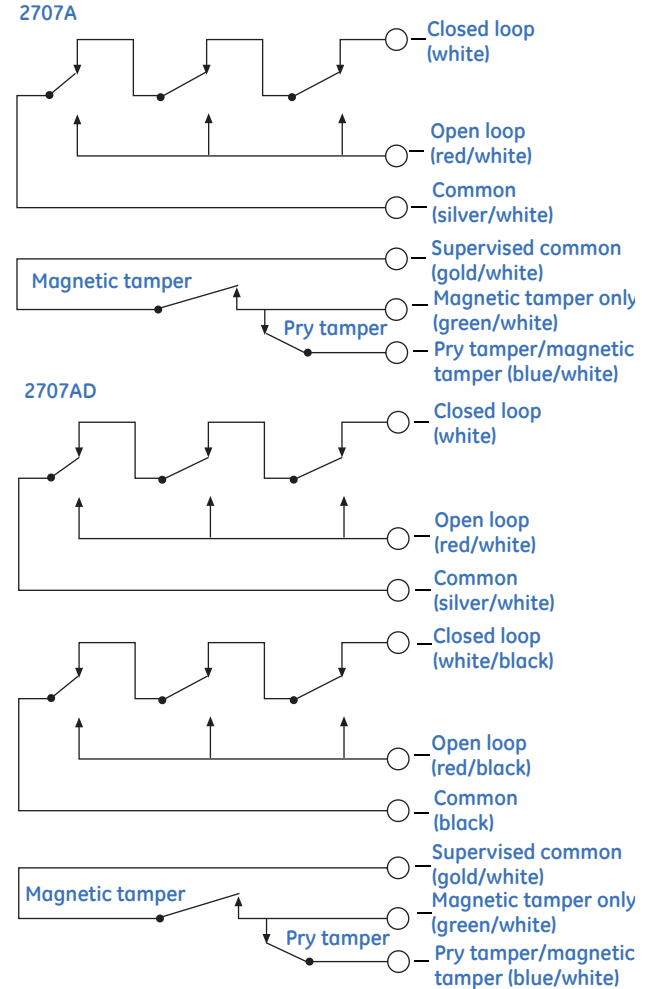 2707A
Closed loop
(white)
Open loop
(red/white)
Common
(silver/white)
Supervised common
(gold/white)
Magnetic tamper
Magnetic tamper only
(green/white)
Pry tamper
Pry tamper/magnetic
tamper (blue/white)
2707AD
Closed loop
(white)
Open loop
(red/white)
Common
(silver/white)
Closed loop
(white/black)
Open loop
(red/black)
Common
(black)
Supervised common
(gold/white)
Magnetic tamper
Magnetic tamper only
(green/white)
Pry tamper
Pry tamper/magnetic
tamper (blue/white)